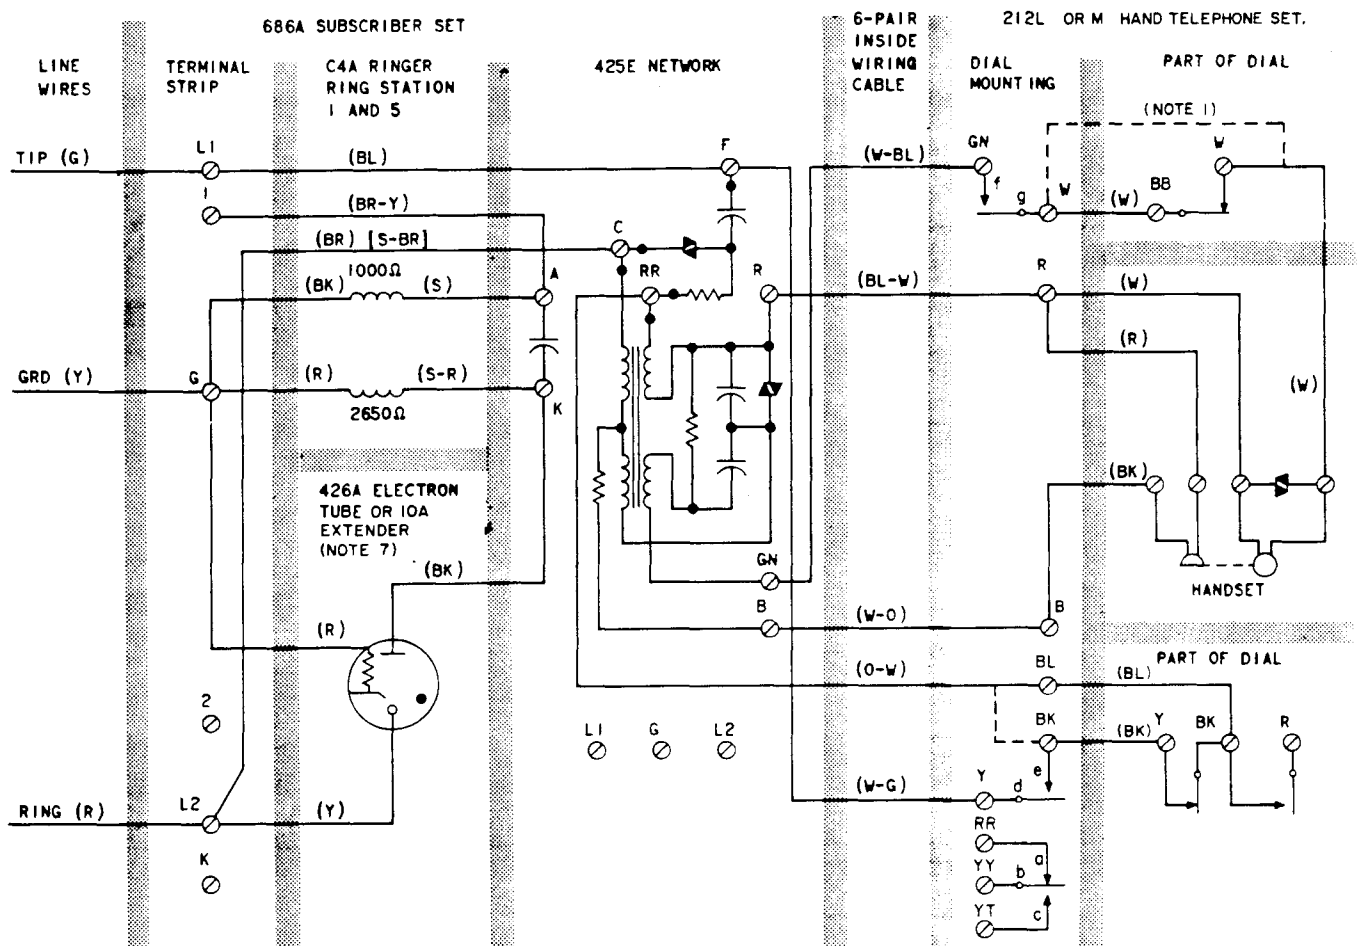 686A SUBSCRIBER SET
6-PAIR
INSIDE
WIRING
CABLE
212L OR M HAND TELEPHONE SET.
LINE
WIRES
TERMINAL
STRIP
C4A RINGER
RING STATION
1 AND 5
425E NETWORK
DIAL
MOUNTING
PART OF DIAL
(NOTE 1)
TIP (G)
L1
(BL)
F
(W-BL)
GN
W
1
(BR-Y)
f
g
W
(W)
BB
(BR) [S-BR]
C
1000Ω
(BK)
(S)
A
RR
R
(BL-W)
R
(W)
(R)
GRD (Y)
G
(R)
(S-R)
K
2650Ω
(W)
(BK)
426A ELECTRON
TUBE OR 10A
EXTENDER
(NOTE 7)
(BK)
GN
HANDSET
(R)
B
(W-O)
B
(O-W)
BL
(BL)
PART OF DIAL
2
L1
G
L2
BK
(BK)
Y
BK
R
e
RING (R)
L2
(Y)
(W-G)
Y
d
K
RR
a
YY
b
YT
c